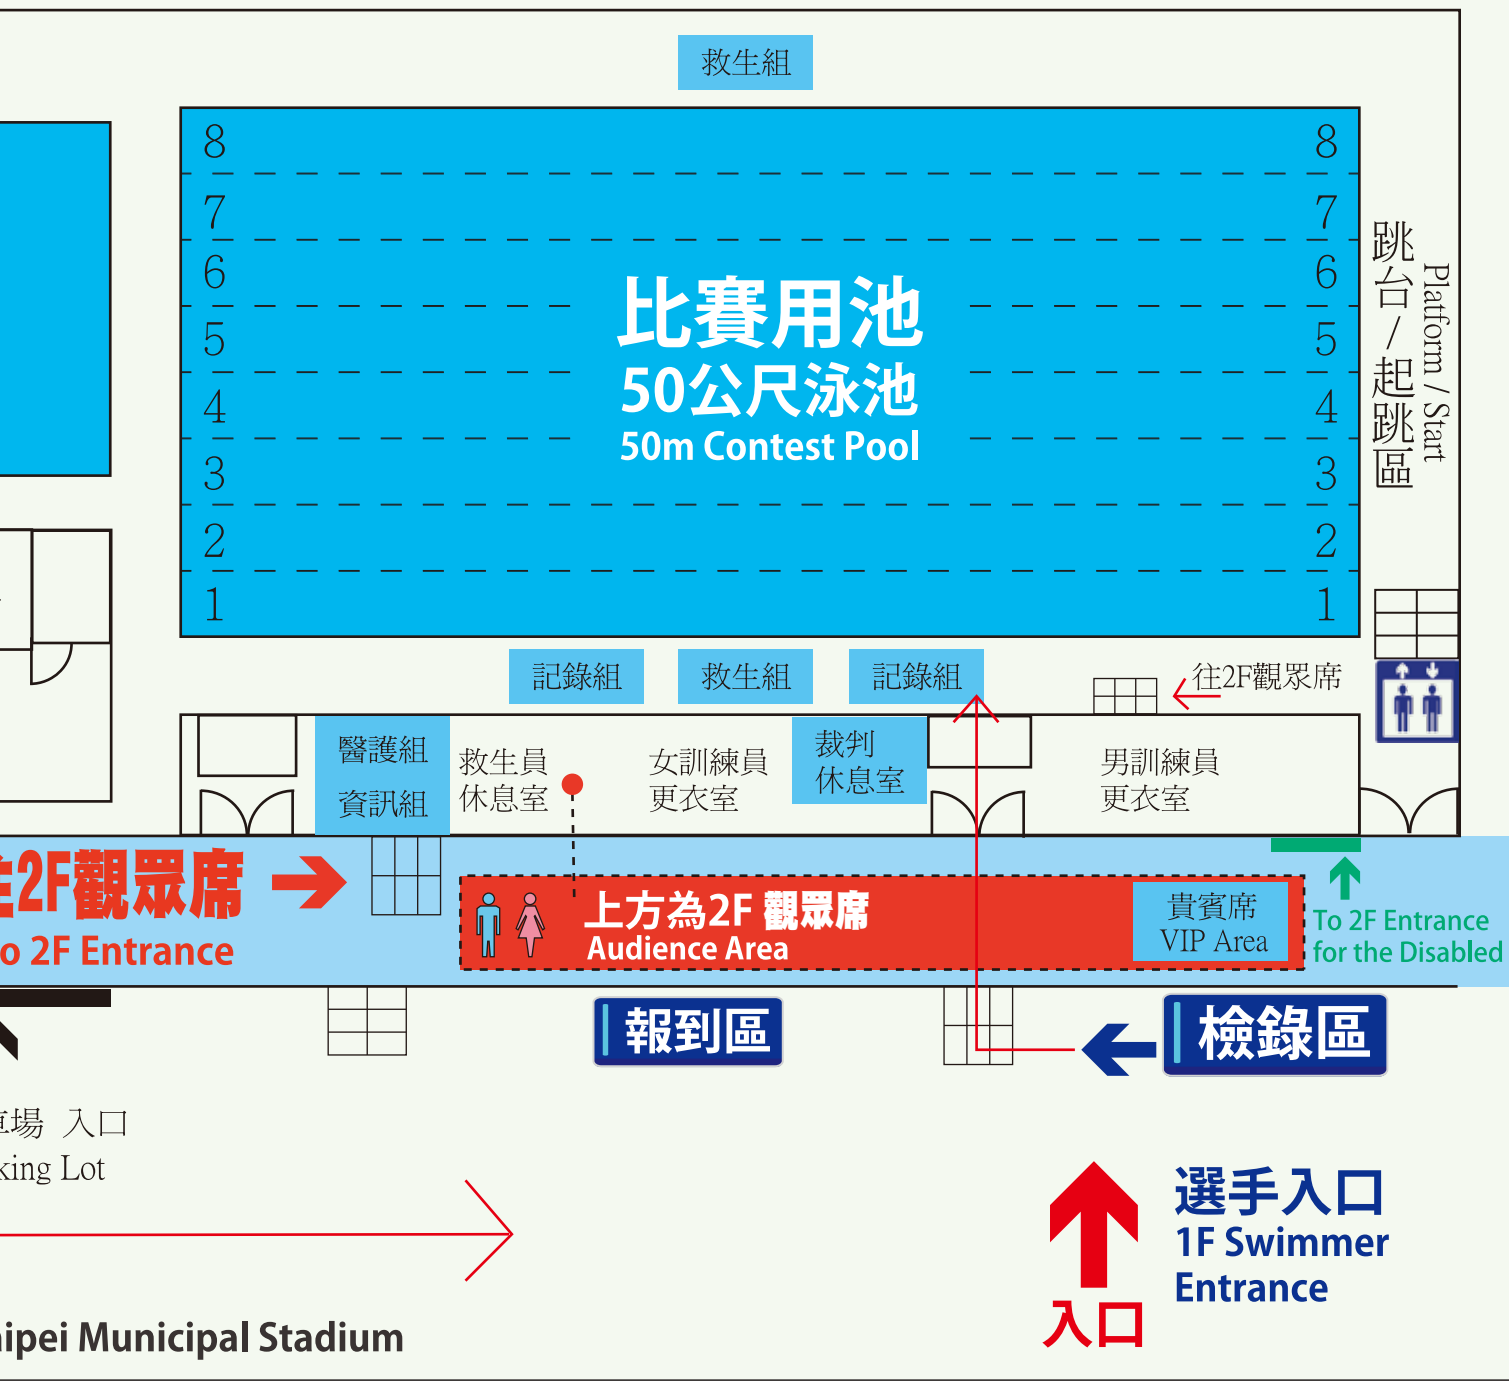 救生組
8 8
7 7
6 6
5 5
4 4
3 3
2 2
1 1
比賽用池
50公尺泳池
50m Contest Pool
跳台/起跳區
Platform / Start
記錄組
救生組
記錄組
往2F觀眾席
醫護組
資訊組
救生員
休息室
女訓練員
更衣室
裁判
休息室
男訓練員
更衣室
2F觀眾席
2F Entrance
上方為2F 觀眾席
Audience Area
貴賓席
VIP Area
To 2F Entrance
for the Disabled
報到區
檢錄區
場 入口
Lot
選手入口
1F Swimmer
Entrance
入口
Municipal Stadium